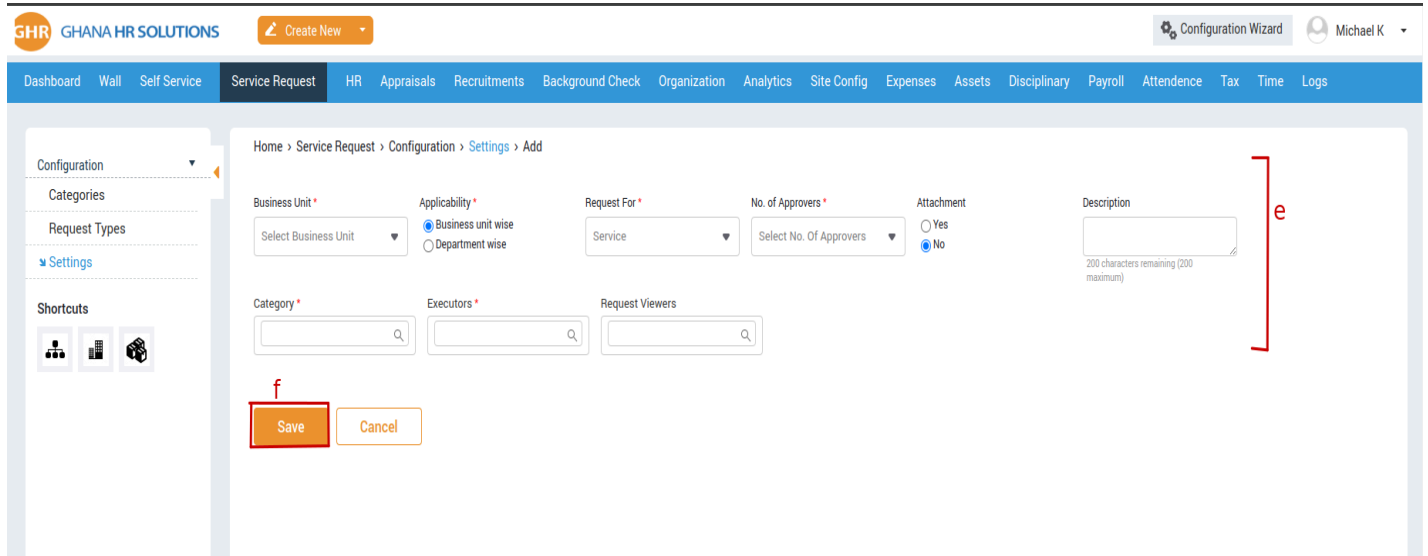 GHR GHANA HR SOLUTIONS Create New Configuration Wizard Michael K
Dashboard Wall Self Service Service Request HR Appraisals Recruitments Background Check Organization Analytics Site Config Expenses Assets Disciplinary Payroll Attendence Tax Time Logs
Configuration
Categories
Request Types
Settings
Shortcuts
Home › Service Request › Configuration › Settings › Add
Business Unit * Applicability * Request For * No. of Approvers * Attachment Description
Select Business Unit
Business unit wise
Department wise
Service
Select No. Of Approvers
Yes
No
200 characters remaining (200
maximum)
e
Category * Executors * Request Viewers
f
Save Cancel